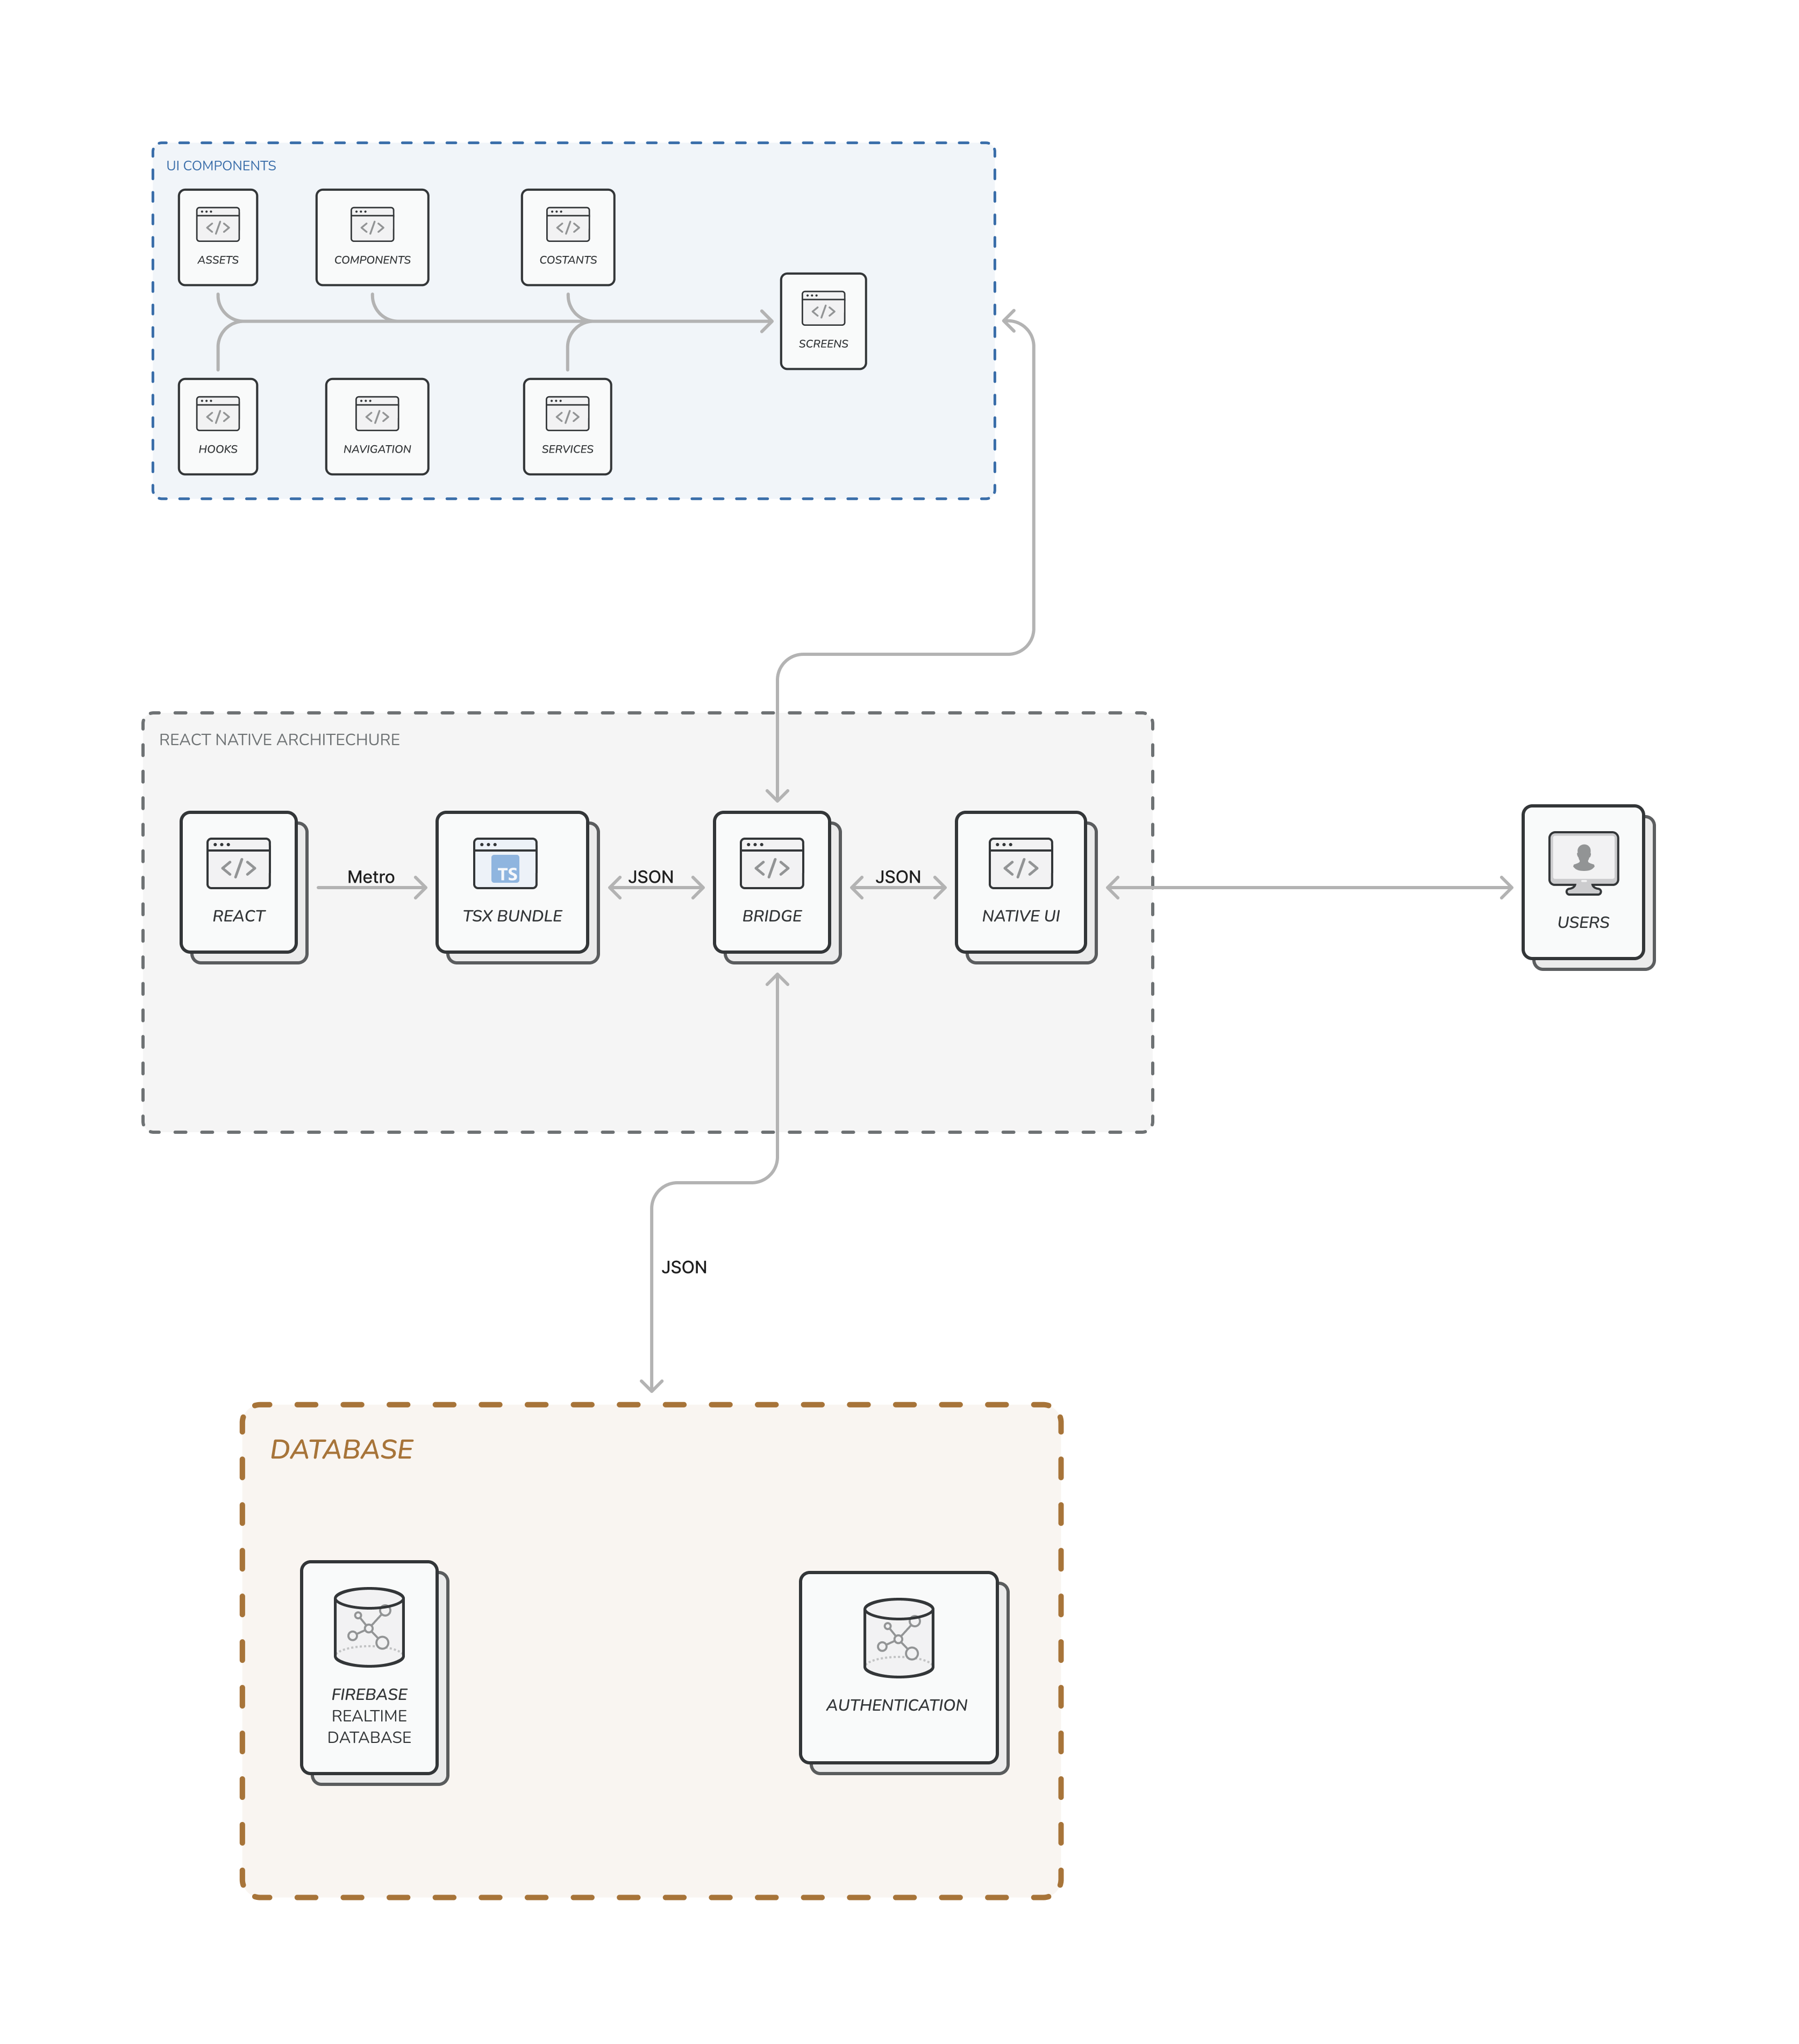 UI COMPONENTS
ASSETS
COMPONENTS
COSTANTS
SCREENS
HOOKS
NAVIGATION
SERVICES
REACT NATIVE ARCHITECHURE
REACT
Metro
TS
TSX BUNDLE
JSON
BRIDGE
JSON
NATIVE UI
USERS
JSON
DATABASE
FIREBASE
REALTIME
DATABASE
AUTHENTICATION